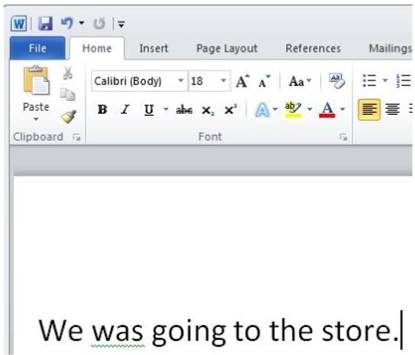 W
File Home Insert Page Layout References Mailings
Paste
Calibri (Body) 18 A A Aa
B I U abc X₂ X² A ab A
Clipboard Font
We was going to the store.